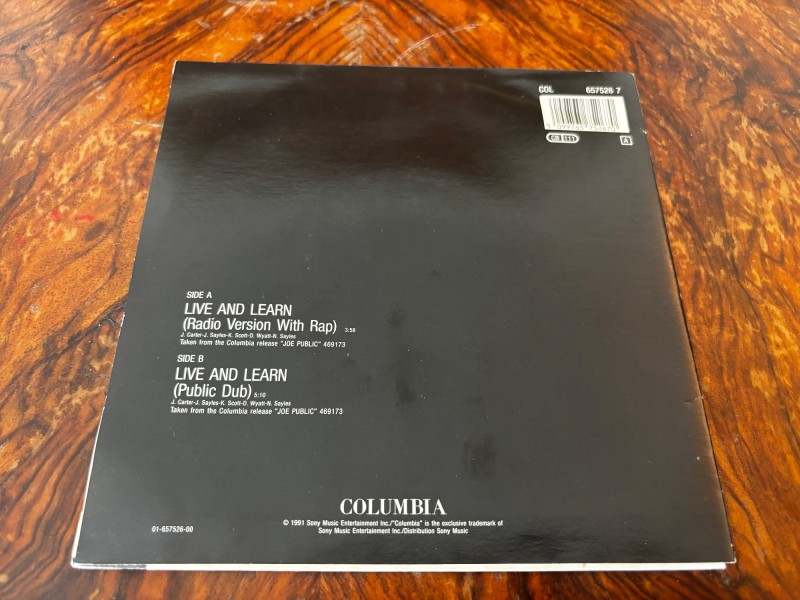 COL 657526 7
CB 111
A
SIDE A
LIVE AND LEARN
(Radio Version With Rap) 3:58
J. Carter-J. Sayles-K. Scott-D. Wyatt-N. Sayles
Taken from the Columbia release "JOE PUBLIC" 469173
SIDE B
LIVE AND LEARN
(Public Dub) 5:10
J. Carter-J. Sayles-K. Scott-D. Wyatt-N. Sayles
Taken from the Columbia release "JOE PUBLIC" 469173
COLUMBIA
© 1991 Sony Music Entertainment Inc./"Columbia" is the exclusive trademark of
01-657526-00
Sony Music Entertainment Inc./Distribution Sony Music